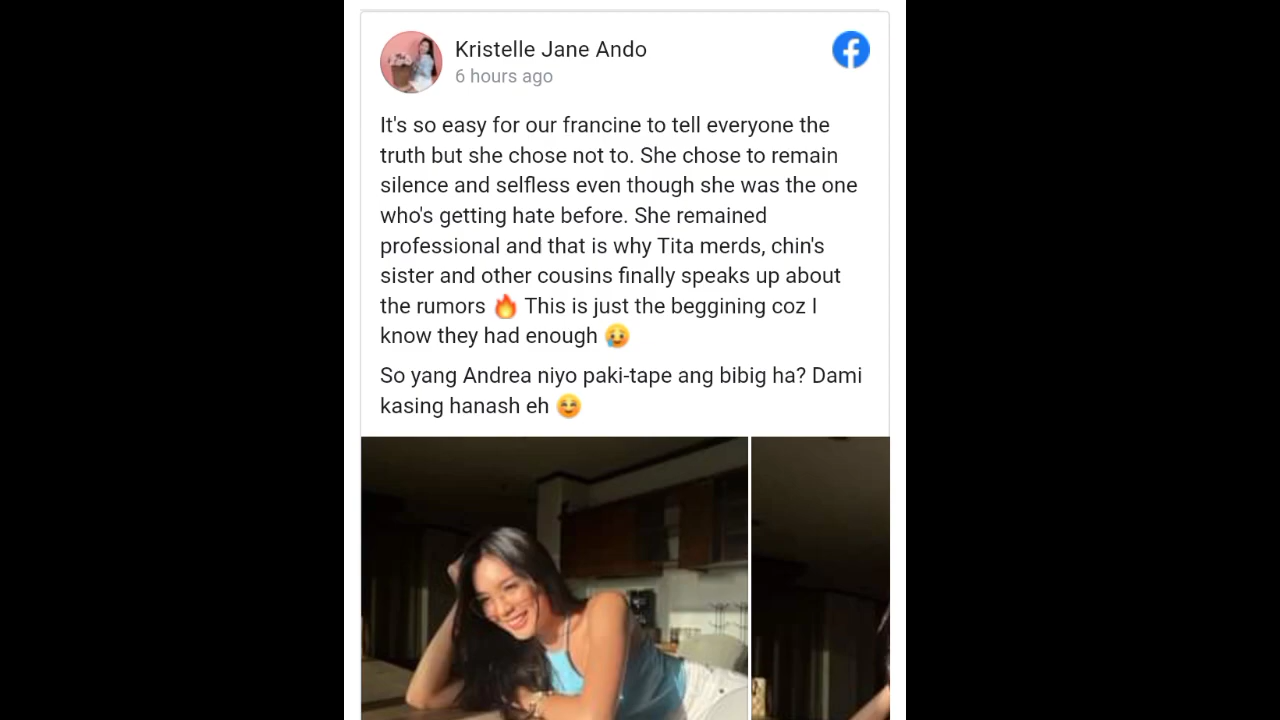 Kristelle Jane Ando
6 hours ago
It's so easy for our francine to tell everyone the
truth but she chose not to. She chose to remain
silence and selfless even though she was the one
who's getting hate before. She remained
professional and that is why Tita merds, chin's
sister and other cousins finally speaks up about
the rumors 🔥 This is just the beggining coz I
know they had enough 😥
So yang Andrea niyo paki-tape ang bibig ha? Dami
kasing hanash eh 😊